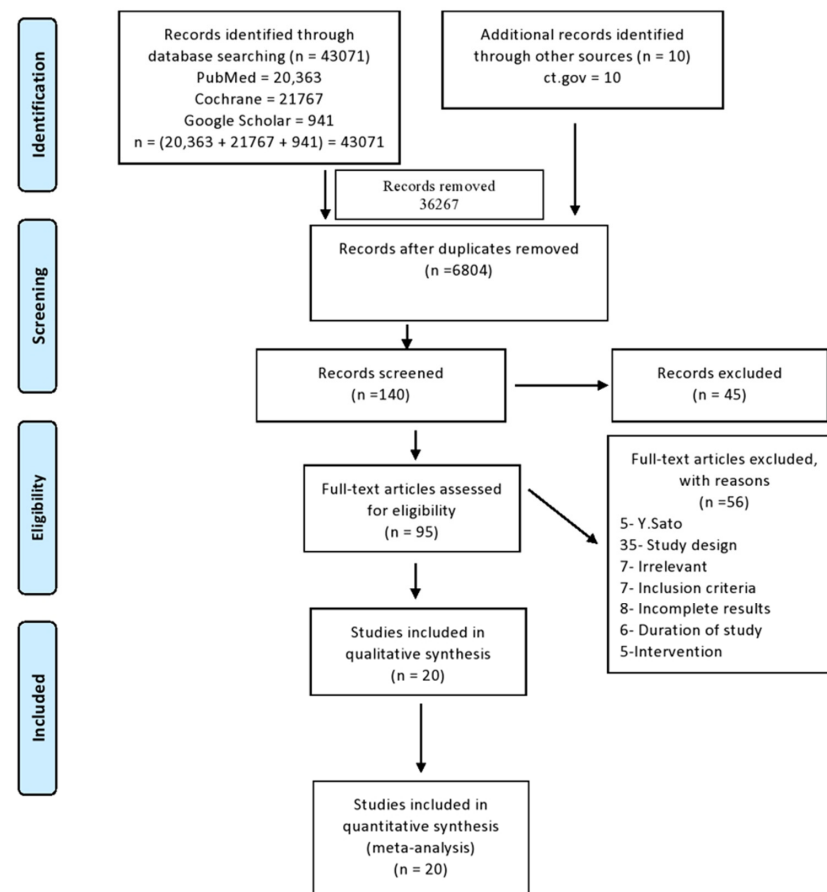 Identification
Records identified through
database searching (n = 43071)
PubMed = 20,363
Cochrane = 21767
Google Scholar = 941
n = (20,363 + 21767 + 941) = 43071
Additional records identified
through other sources (n = 10)
ct.gov = 10
Records removed
36267
Screening
Records after duplicates removed
(n =6804)
Records screened
(n =140)
Records excluded
(n = 45)
Eligibility
Full-text articles assessed
for eligibility
(n = 95)
Full-text articles excluded,
with reasons
(n =56)
5- Y.Sato
35- Study design
7- Irrelevant
7- Inclusion criteria
8- Incomplete results
6- Duration of study
5-Intervention
Included
Studies included in
qualitative synthesis
(n = 20)
Studies included in
quantitative synthesis
(meta-analysis)
(n = 20)